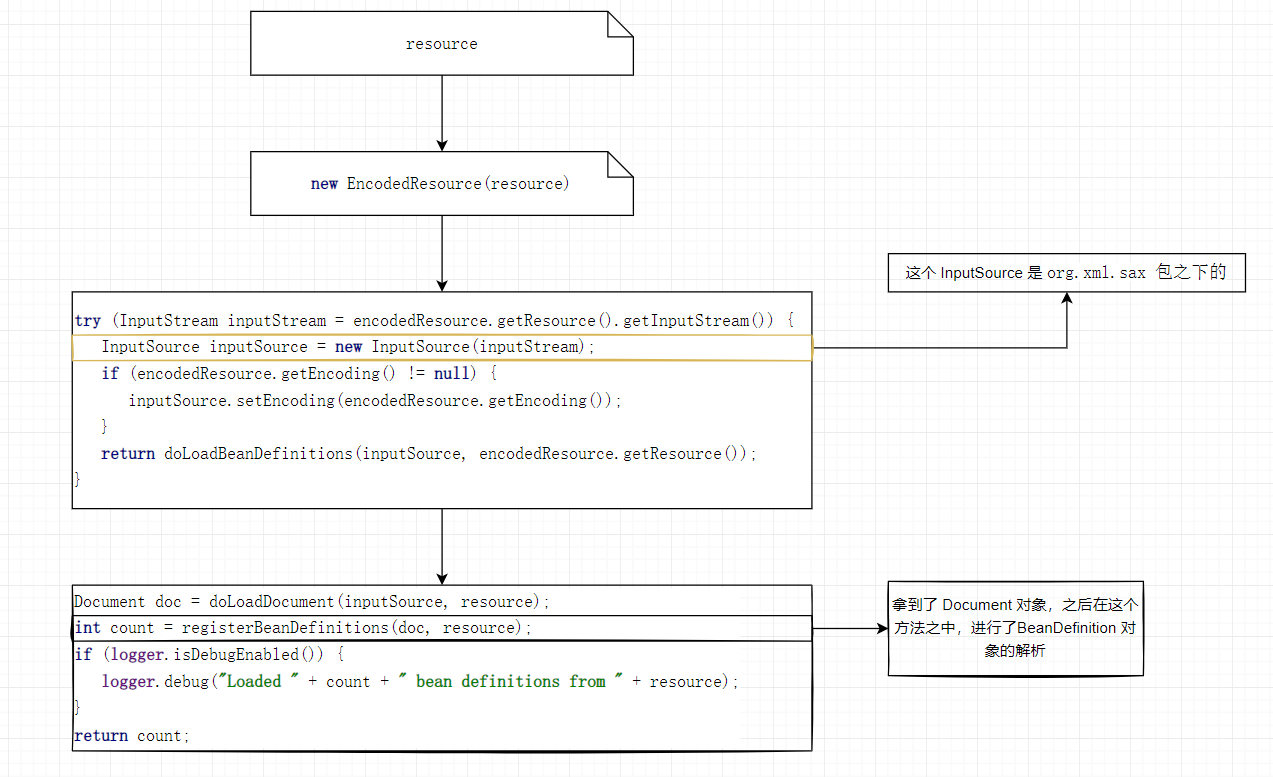 resource
new EncodedResource(resource)
这个 InputSource 是 org.xml.sax 包之下的
try (InputStream inputStream = encodedResource.getResource().getInputStream()) {
InputSource inputSource = new InputSource(inputStream);
if (encodedResource.getEncoding() != null) {
inputSource.setEncoding(encodedResource.getEncoding());
}
return doLoadBeanDefinitions(inputSource, encodedResource.getResource());
}
Document doc = doLoadDocument(inputSource, resource);
int count = registerBeanDefinitions(doc, resource);
if (logger.isDebugEnabled()) {
logger.debug("Loaded " + count + " bean definitions from " + resource);
}
return count;
拿到了 Document 对象，之后在这个
方法之中，进行了BeanDefinition 对
象的解析